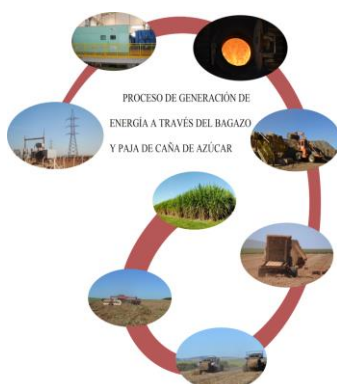 PROCESO DE GENERACIÓN DE
ENERGÍA A TRAVÉS DEL BAGAZO
Y PAJA DE CAÑA DE AZÚCAR